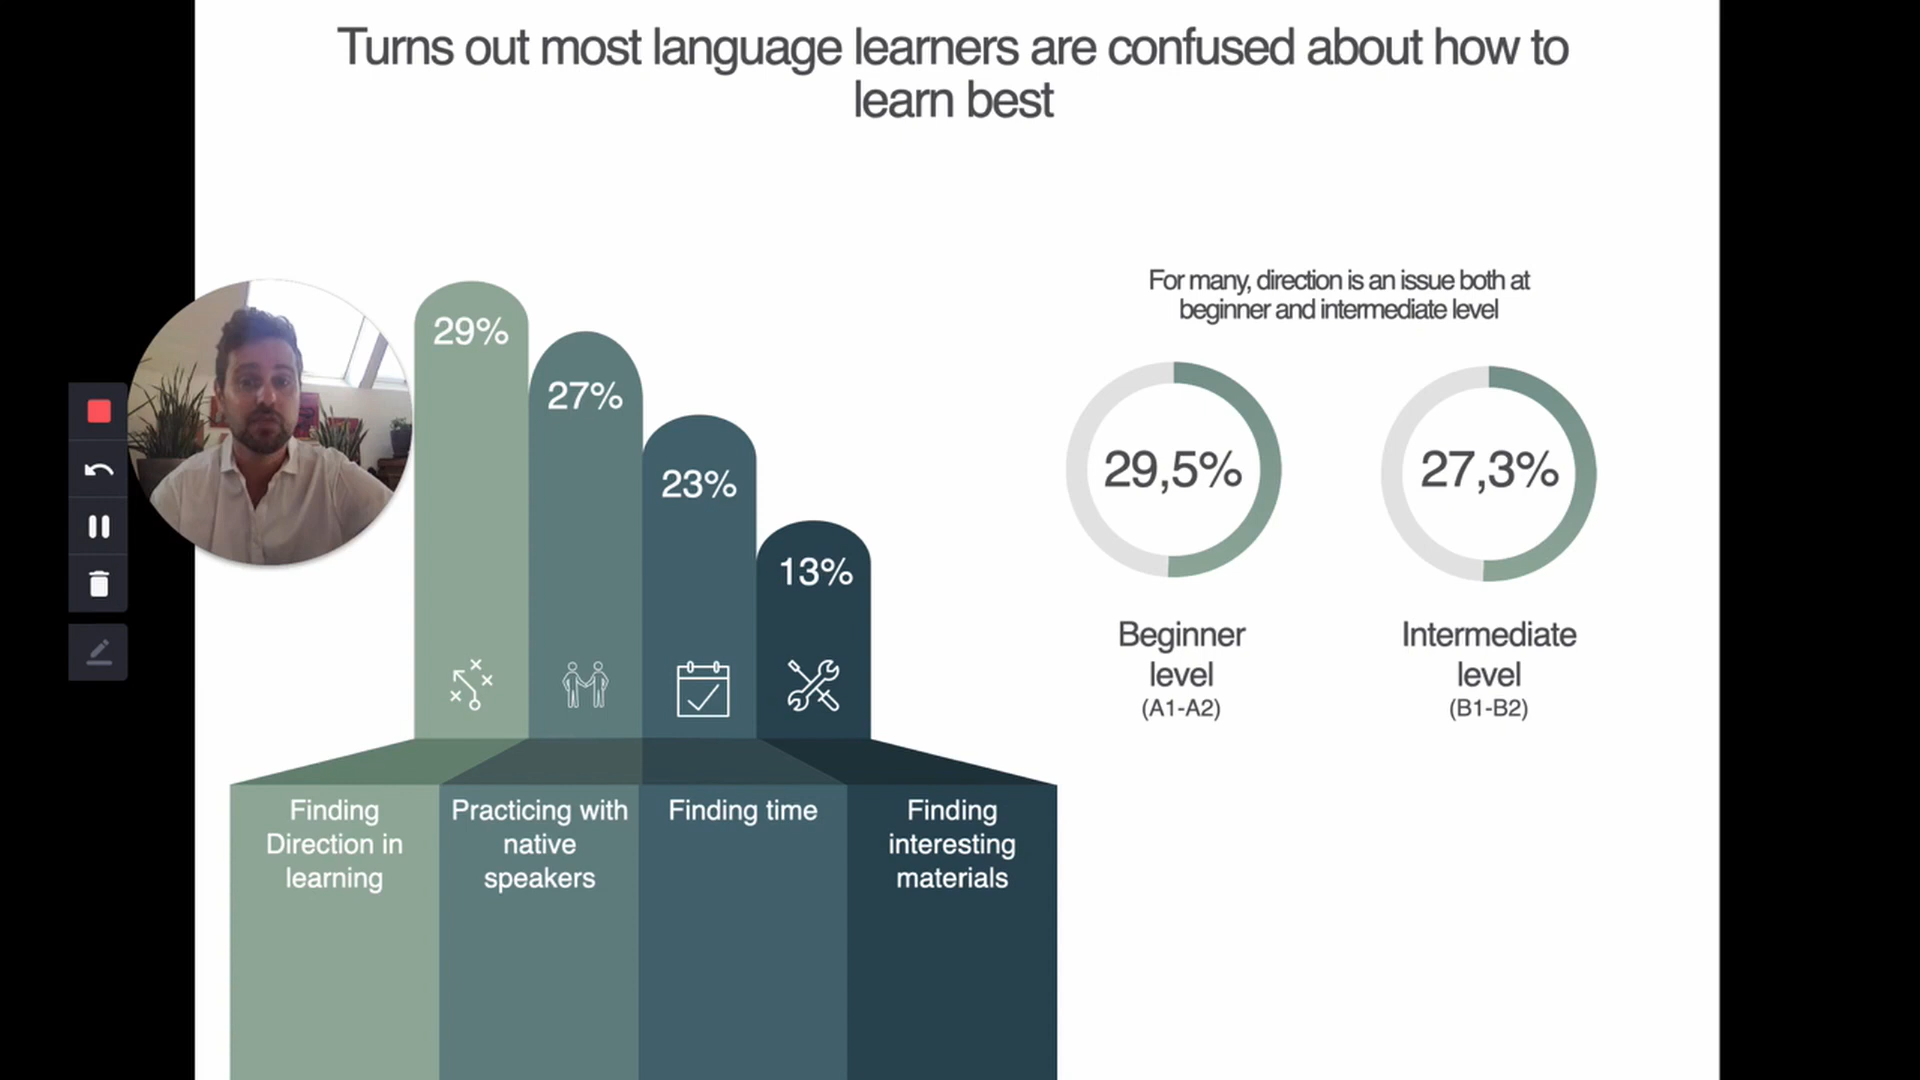 Turns out most language learners are confused about how to
learn best
29%
27%
23%
13%
Finding
Direction in
learning
Practicing with
native
speakers
Finding time
Finding
interesting
materials
For many, direction is an issue both at
beginner and intermediate level
29,5%
27,3%
Beginner
level
(A1-A2)
Intermediate
level
(B1-B2)